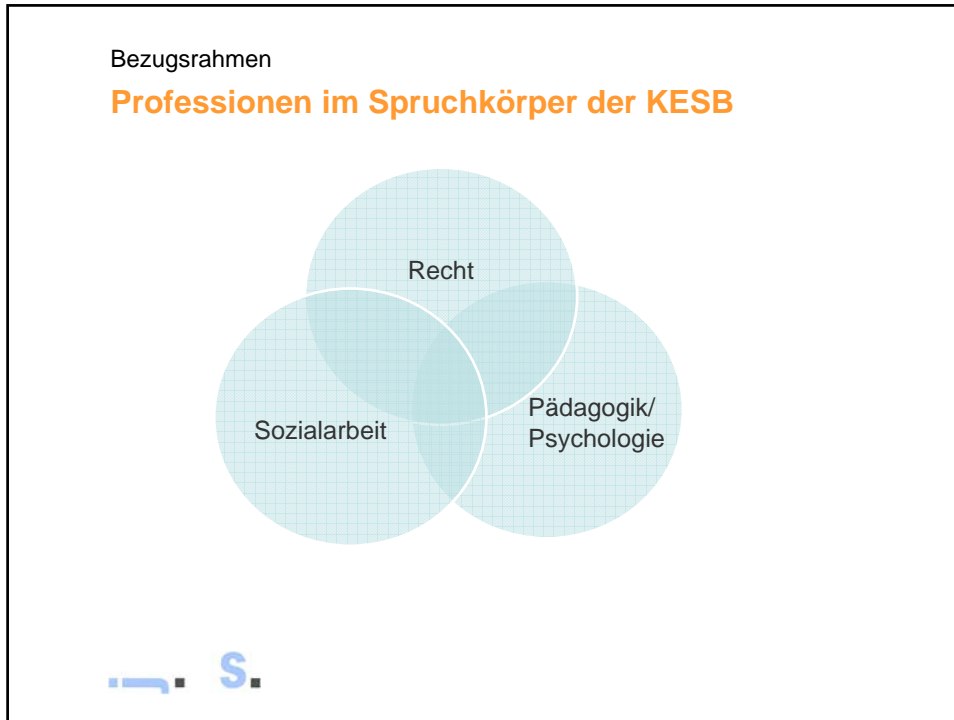 Bezugsrahmen
Professionen im Spruchkörper der KESB
Recht
Sozialarbeit
Pädagogik/
Psychologie
S.